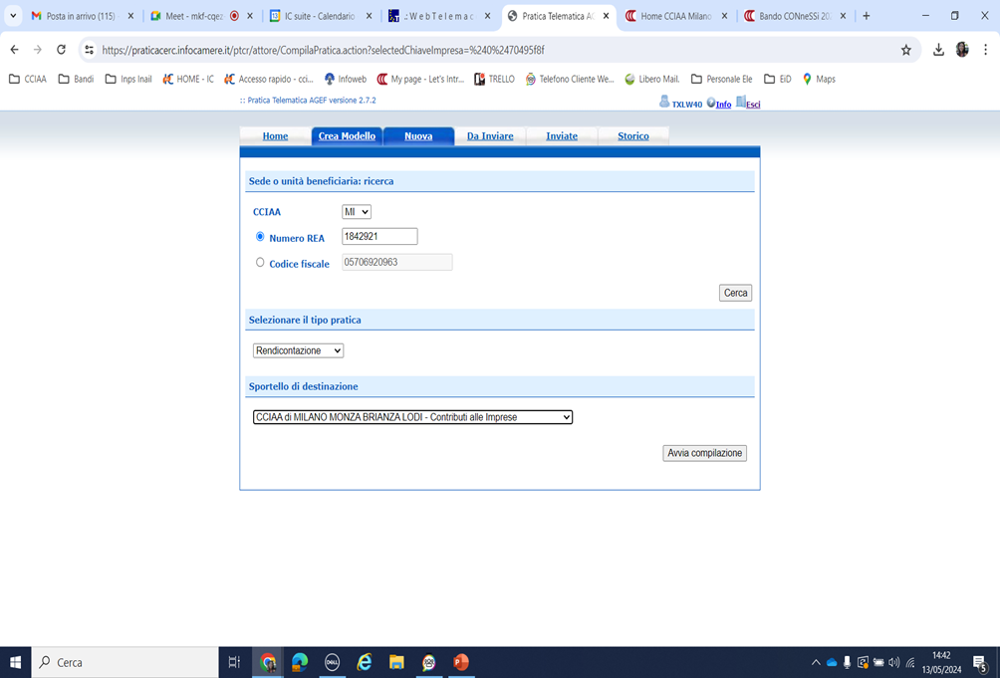 Posta in arrivo (115)
Meet - mkf-cqez
IC suite - Calendario
.: W e b T e l e m a c
Pratica Telematica AG
Home CCIAA Milano
Bando CONneSSi 20
https://praticacerc.infocamere.it/ptcr/attore/CompilaPratica.action?selectedChiaveImpresa=%240%2470495f8f
CCIAA Bandi Inps Inail HOME - IC Accesso rapido - cci... Infoweb My page - Let's Intr... TRELLO Telefono Cliente We... Libero Mail. Personale Ele EiD Maps
:: Pratica Telematica AGEF versione 2.7.2
TXLW40 Info Esci
Home Crea Modello Nuova Da Inviare Inviate Storico
Sede o unità beneficiaria: ricerca
CCIAA MI
Numero REA 1842921
Codice fiscale 05706920963
Cerca
Selezionare il tipo pratica
Rendicontazione
Sportello di destinazione
CCIAA di MILANO MONZA BRIANZA LODI - Contributi alle Imprese
Avvia compilazione
Cerca
DELL
14:42
13/05/2024
5